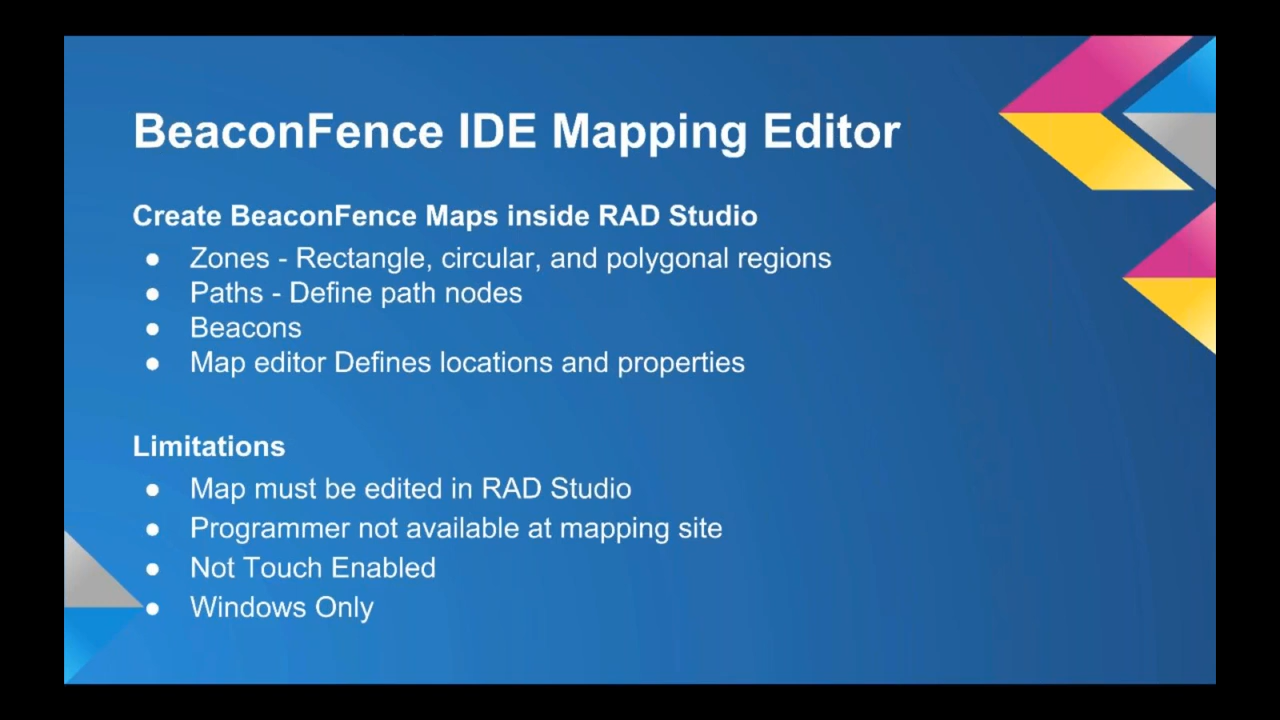 BeaconFence IDE Mapping Editor
Create BeaconFence Maps inside RAD Studio
● Zones - Rectangle, circular, and polygonal regions
● Paths - Define path nodes
● Beacons
● Map editor Defines locations and properties
Limitations
● Map must be edited in RAD Studio
● Programmer not available at mapping site
● Not Touch Enabled
● Windows Only